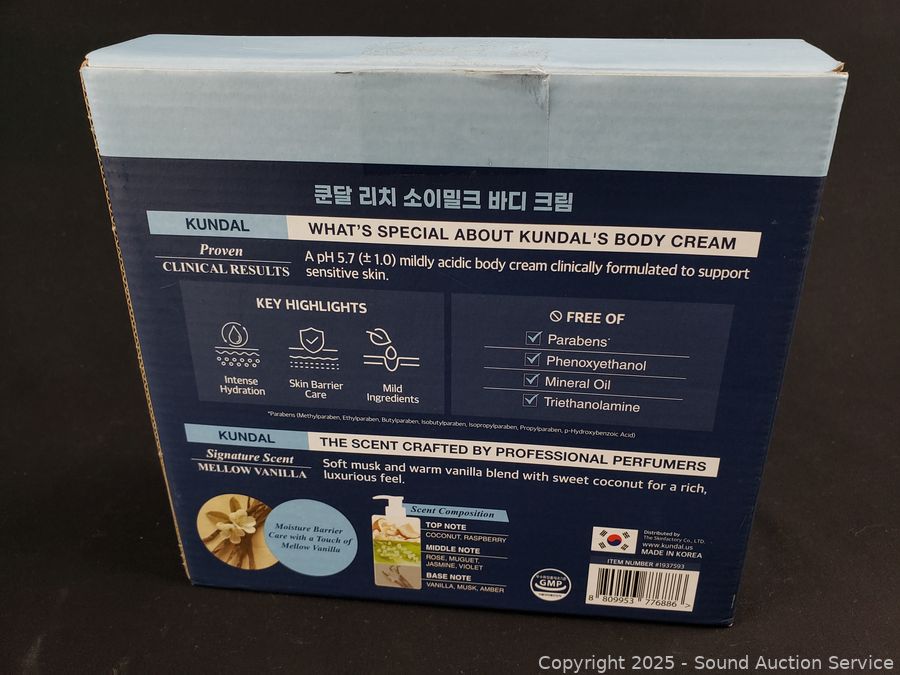 쿤달 리치 소이밀크 바디 크림
KUNDAL
WHAT'S SPECIAL ABOUT KUNDAL'S BODY CREAM
Proven
CLINICAL RESULTS
A pH 5.7 (± 1.0) mildly acidic body cream clinically formulated to support
sensitive skin.
KEY HIGHLIGHTS
Intense
Hydration
Skin Barrier
Care
Mild
Ingredients
FREE OF
Parabens*
Phenoxyethanol
Mineral Oil
Triethanolamine
*Parabens (Methylparaben, Ethylparaben, Butylparaben, Isobutylparaben, Isopropylparaben, Propylparaben, p-Hydroxybenzoic Acid)
KUNDAL
THE SCENT CRAFTED BY PROFESSIONAL PERFUMERS
Signature Scent
MELLOW VANILLA
Soft musk and warm vanilla blend with sweet coconut for a rich,
luxurious feel.
Moisture Barrier
Care with a Touch of
Mellow Vanilla
Scent Composition
TOP NOTE
COCONUT, RASPBERRY
MIDDLE NOTE
ROSE, MUGUET,
JASMINE, VIOLET
BASE NOTE
VANILLA, MUSK, AMBER
GMP
Distributed by
The Skinfactory Co., LTD.
www.kundal.us
MADE IN KOREA
ITEM NUMBER #1937593
8 809953 776886 >
Copyright 2025 - Sound Auction Service